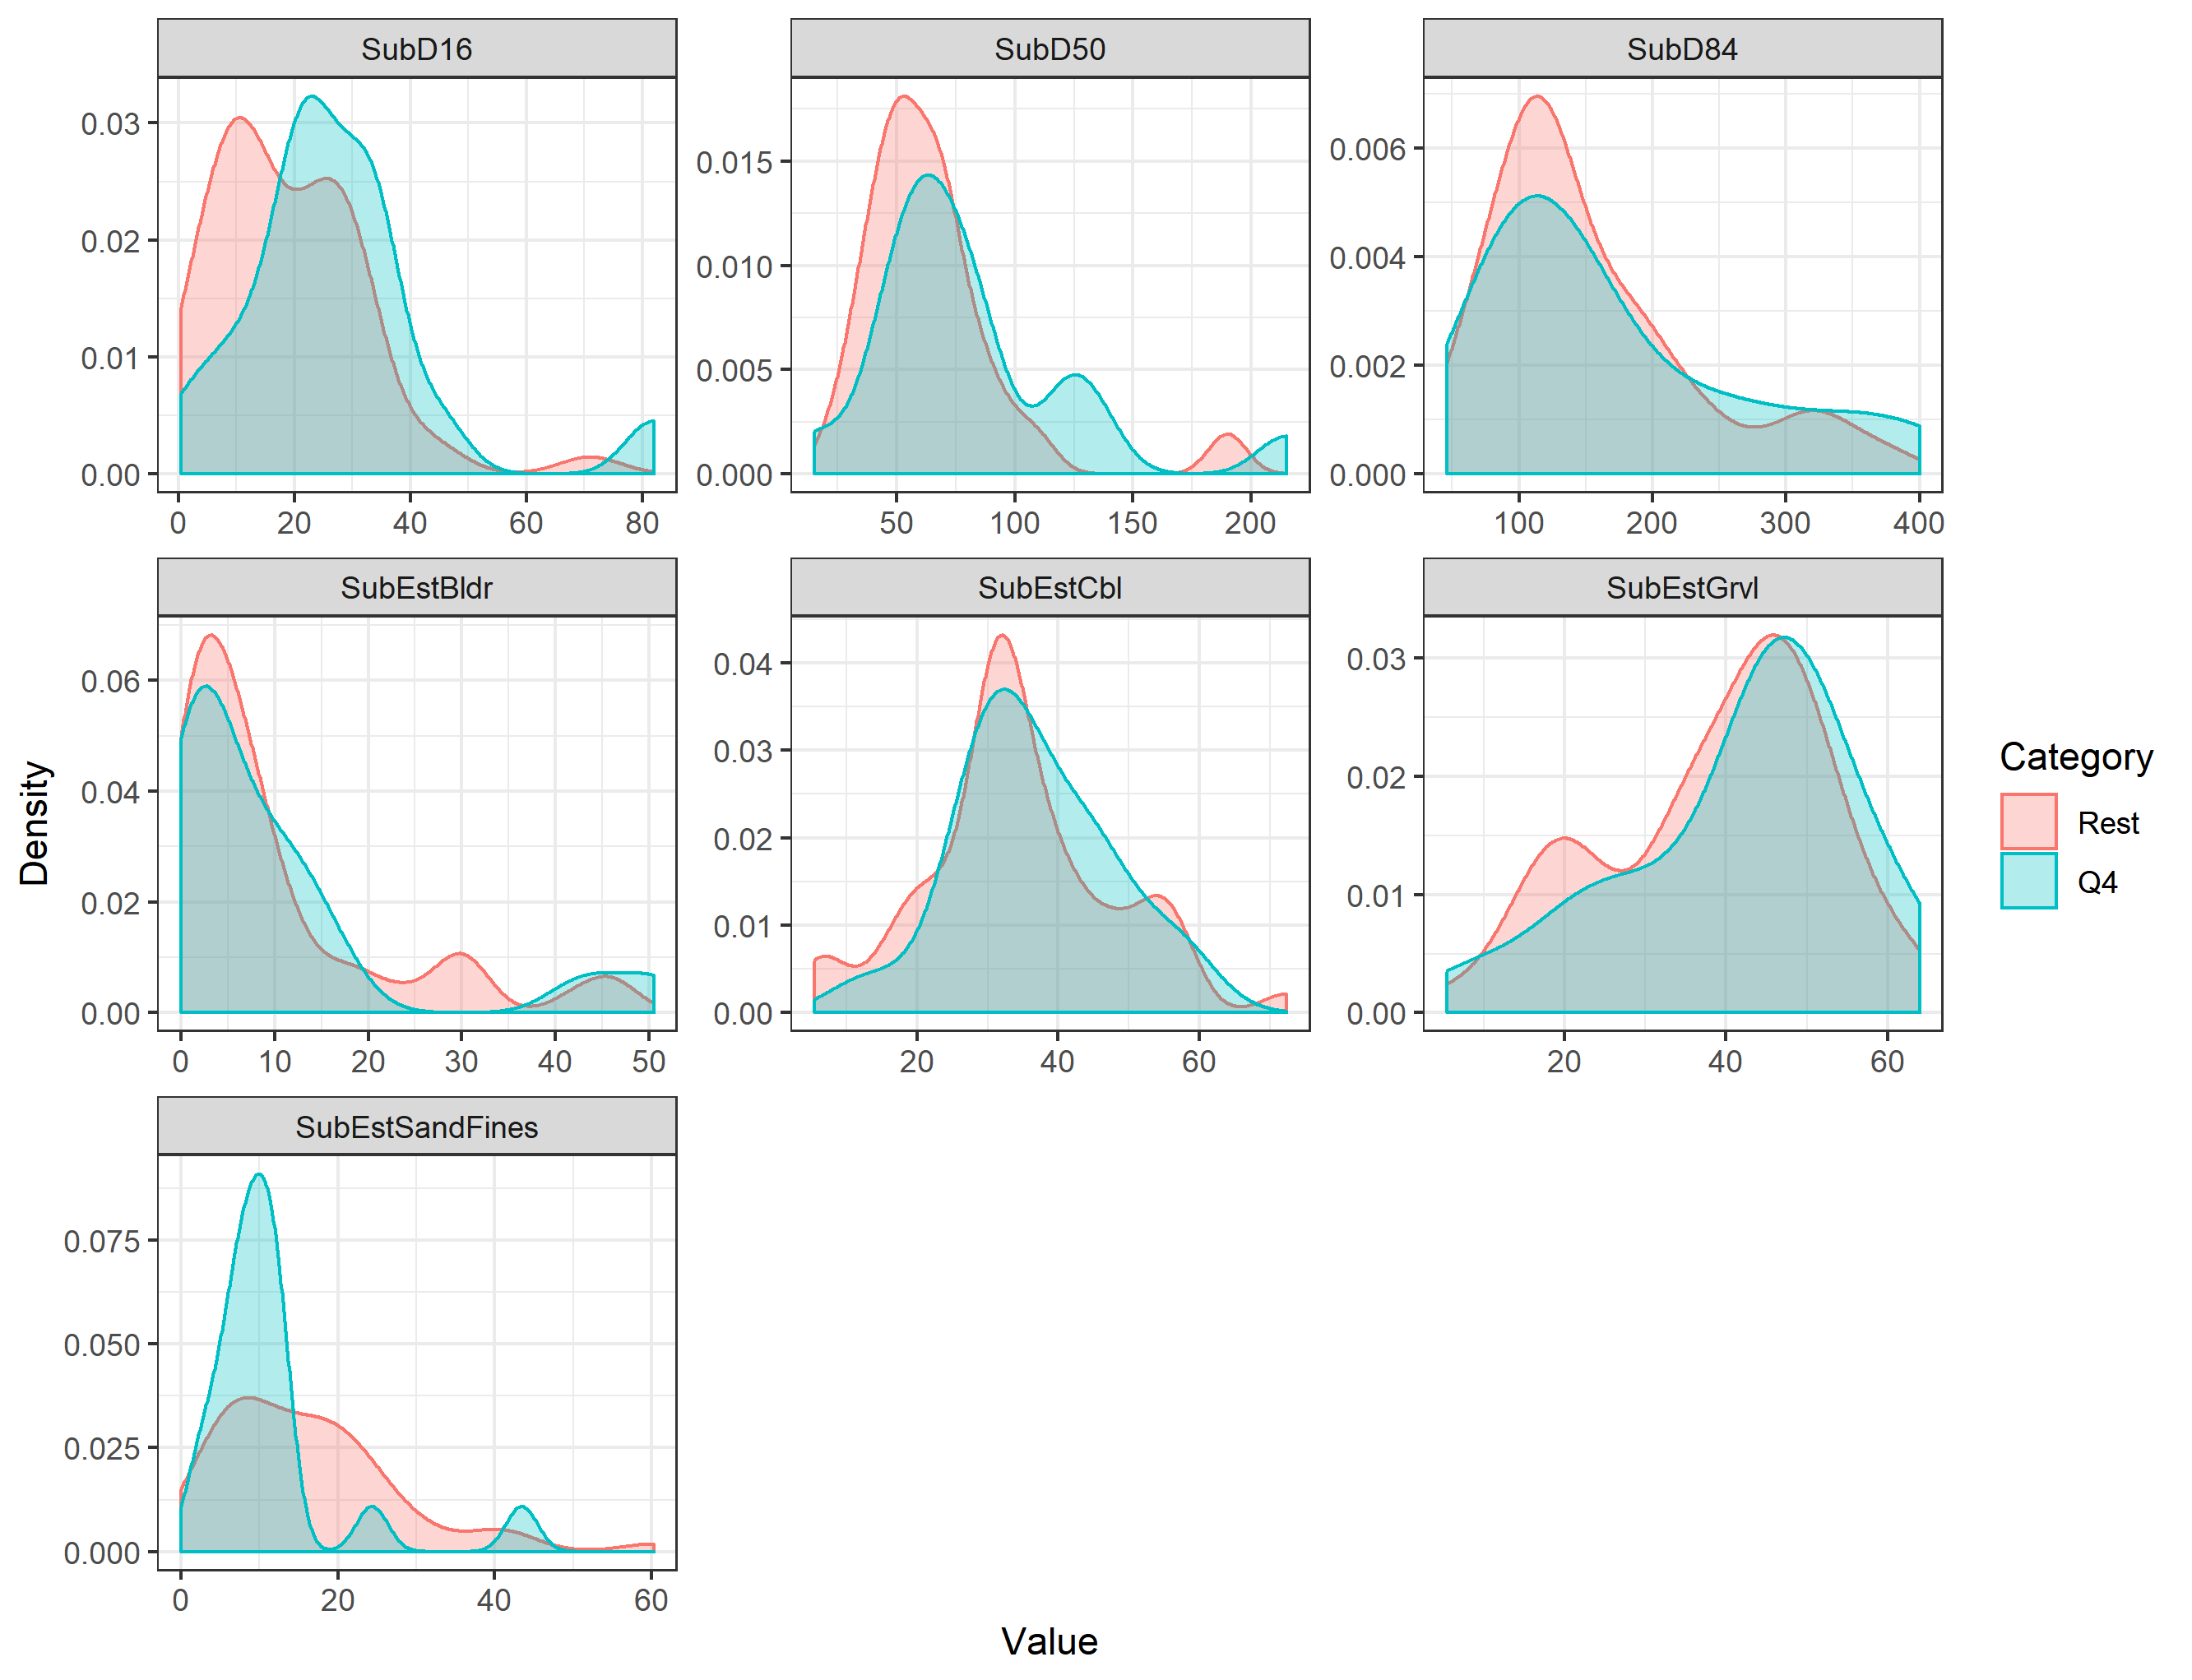 SubD16 SubD50 SubD84
0.03
0.02
0.01
0.00
0.015
0.010
0.005
0.000
0.006
0.004
0.002
0.000
0 20 40 60 80
50 100 150 200
100 200 300 400
SubEstBldr SubEstCbl SubEstGrvl
0.06
0.04
0.02
0.00
0.04
0.03
0.02
0.01
0.00
0.03
0.02
0.01
0.00
0 10 20 30 40 50
20 40 60
20 40 60
SubEstSandFines
0.075
0.050
0.025
0.000
0 20 40 60
Density
Value
Category
Rest
Q4